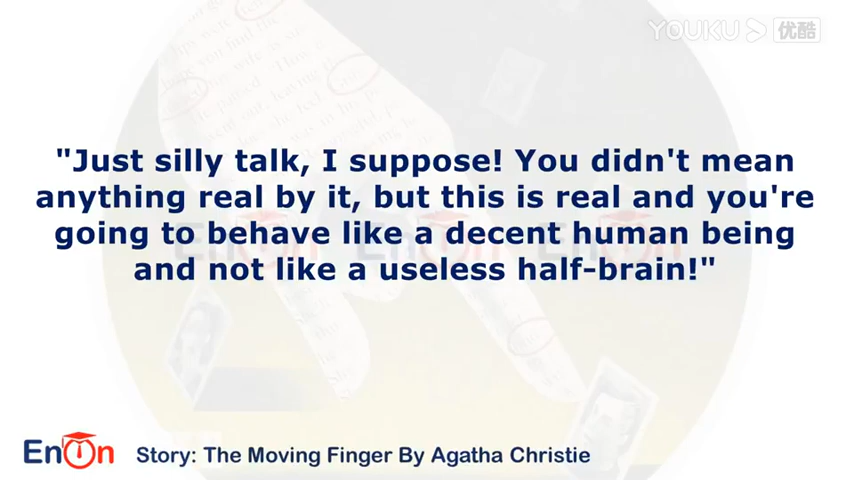 YOUKU 优酷
"Just silly talk, I suppose! You didn't mean
anything real by it, but this is real and you're
going to behave like a decent human being
and not like a useless half-brain!"
EnOn Story: The Moving Finger By Agatha Christie